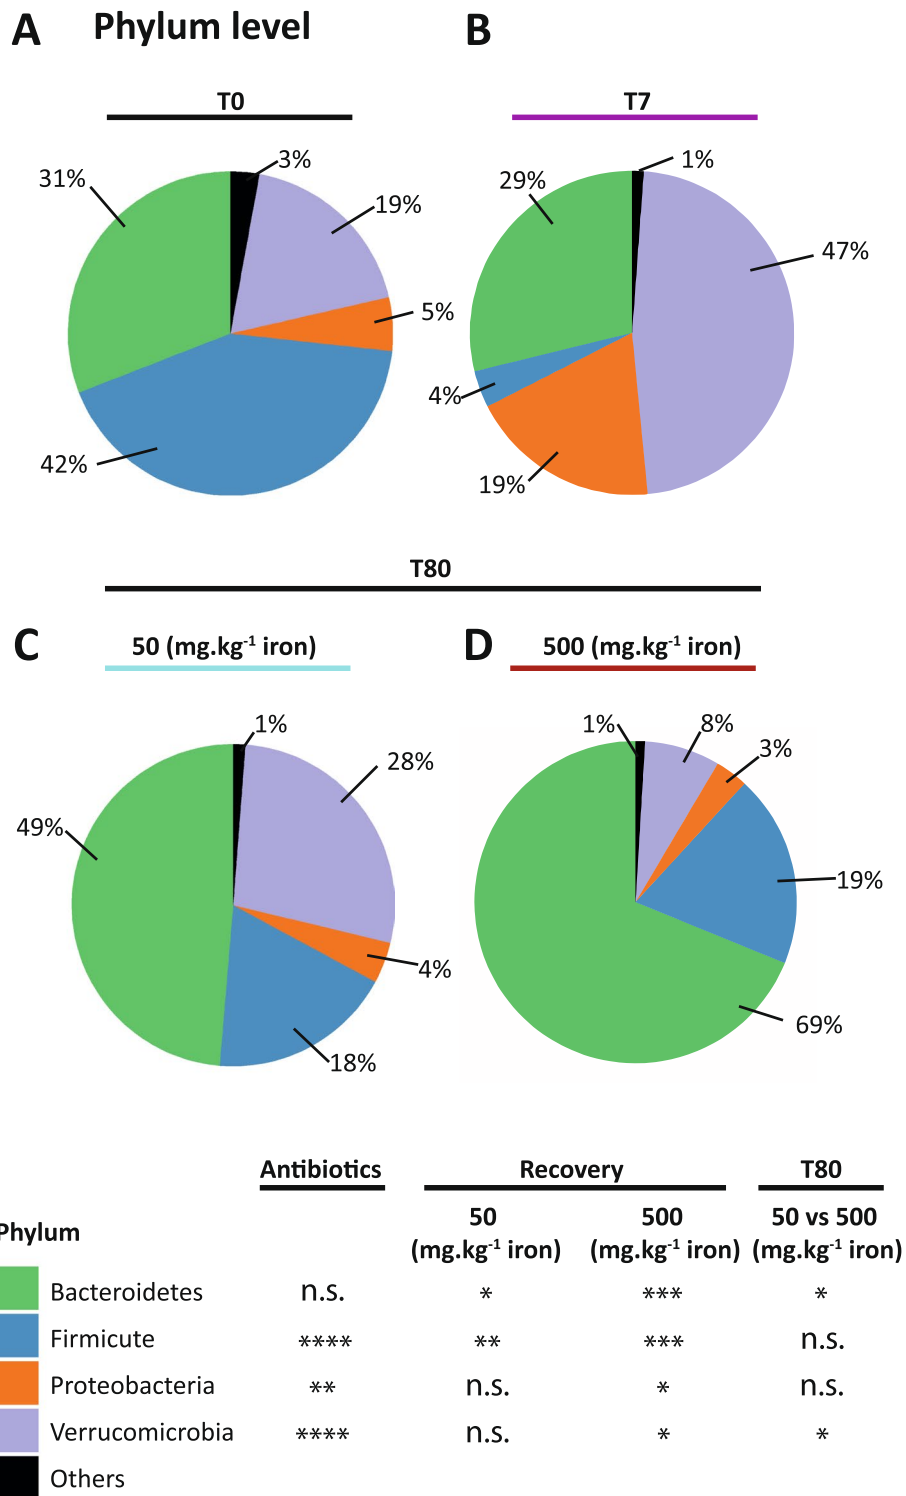 A Phylum level B
T0 T7
3% 1%
31% 29%
19% 47%
5%
4%
42% 19%
T80
C 50 (mg.kg⁻¹ iron) D 500 (mg.kg⁻¹ iron)
1% 1% 8%
28% 3%
49%
19%
4%
69%
18%
Antibiotics Recovery T80
Phylum 50 500 50 vs 500
(mg.kg⁻¹ iron) (mg.kg⁻¹ iron) (mg.kg⁻¹ iron)
Bacteroidetes n.s. * *** *
Firmicute **** ** *** n.s.
Proteobacteria ** n.s. * n.s.
Verrucomicrobia **** n.s. * *
Others